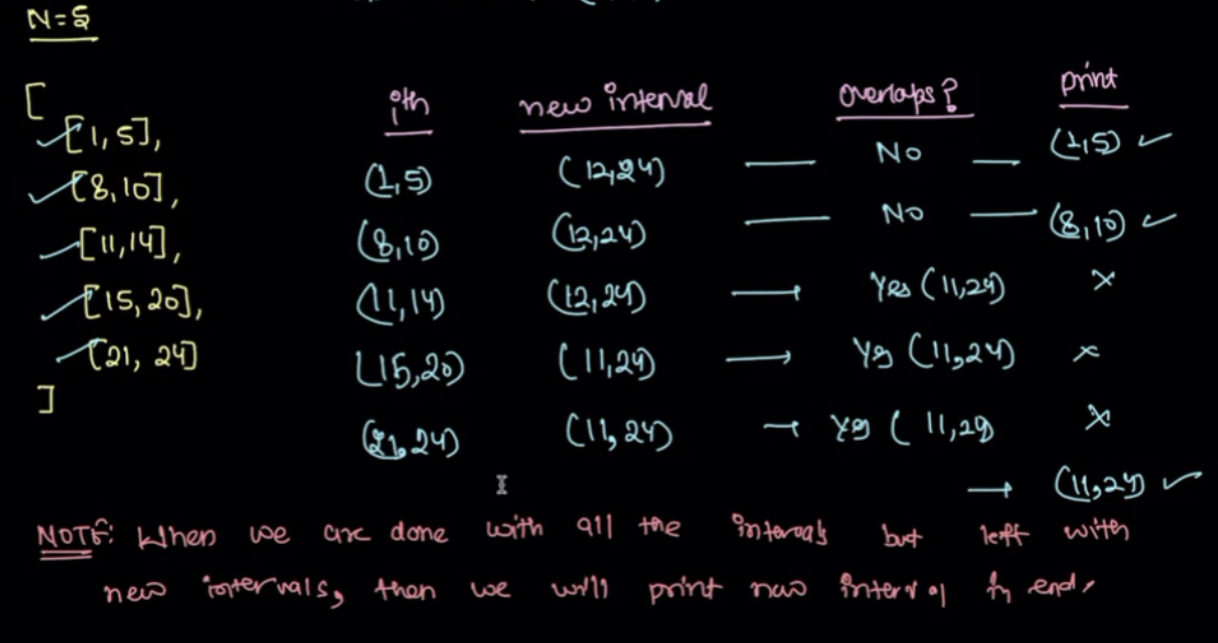 N=5
[
[1,5],
[8,10],
[11,14],
[15,20],
[21, 24]
]
ith new interval overlaps? print
(1,5) (12,24) No (1,5)
(8,10) (12,24) No (8,10)
(11,14) (12,24) → Yes (11,24) x
(15,20) (11,24) → Yes (11,24) x
(21,24) (11,24) → Yes ( 11,24) x
→ (11,24)
NOTE: When we are done with all the intervals but left with
new intervals, then we will print new interval in end.